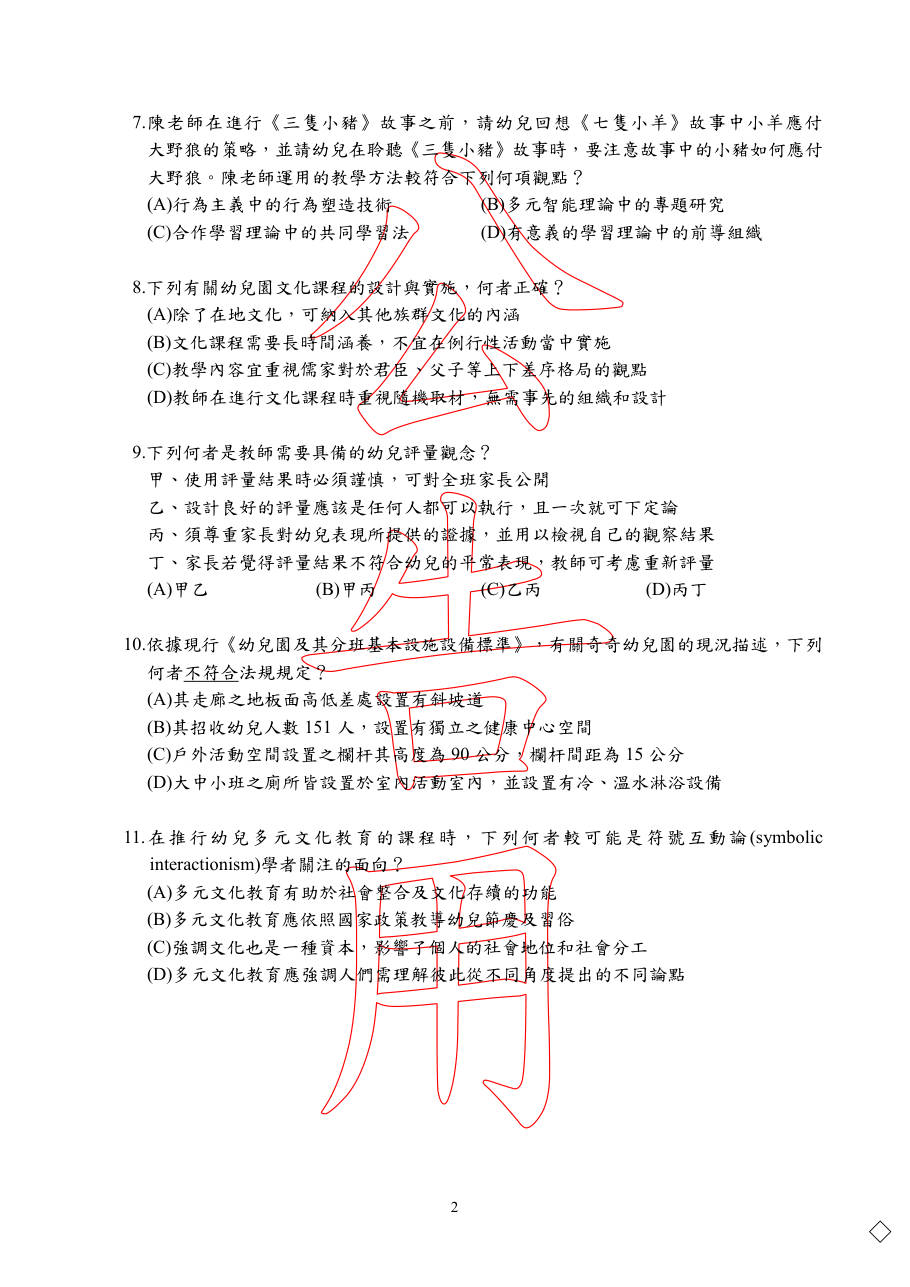 7.陳老師在進行《三隻小豬》故事之前，請幼兒回想《七隻小羊》故事中小羊應付
大野狼的策略，並請幼兒在聆聽《三隻小豬》故事時，要注意故事中的小豬如何應付
大野狼。陳老師運用的教學方法較符合下列何項觀點？
(A)行為主義中的行為塑造技術 (B)多元智能理論中的專題研究
(C)合作學習理論中的共同學習法 (D)有意義的學習理論中的前導組織
8.下列有關幼兒園文化課程的設計與實施，何者正確？
(A)除了在地文化，可納入其他族群文化的內涵
(B)文化課程需要長時間涵養，不宜在例行性活動當中實施
(C)教學內容宜重視儒家對於君臣、父子等上下差序格局的觀點
(D)教師在進行文化課程時重視隨機取材，無需事先的組織和設計
9.下列何者是教師需要具備的幼兒評量觀念？
甲、使用評量結果時必須謹慎，可對全班家長公開
乙、設計良好的評量應該是任何人都可以執行，且一次就可下定論
丙、須尊重家長對幼兒表現所提供的證據，並用以檢視自己的觀察結果
丁、家長若覺得評量結果不符合幼兒的平常表現，教師可考慮重新評量
(A)甲乙 (B)甲丙 (C)乙丙 (D)丙丁
10.依據現行《幼兒園及其分班基本設施設備標準》，有關奇奇幼兒園的現況描述，下列
何者不符合法規規定？
(A)其走廊之地板面高低差處設置有斜坡道
(B)其招收幼兒人數 151 人，設置有獨立之健康中心空間
(C)戶外活動空間設置之欄杆其高度為 90 公分，欄杆間距為 15 公分
(D)大中小班之廁所皆設置於室內活動室內，並設置有冷、溫水淋浴設備
11.在推行幼兒多元文化教育的課程時，下列何者較可能是符號互動論(symbolic
interactionism)學者關注的面向？
(A)多元文化教育有助於社會整合及文化存續的功能
(B)多元文化教育應依照國家政策教導幼兒節慶及習俗
(C)強調文化也是一種資本，影響了個人的社會地位和社會分工
(D)多元文化教育應強調人們需理解彼此從不同角度提出的不同論點
公告用
2